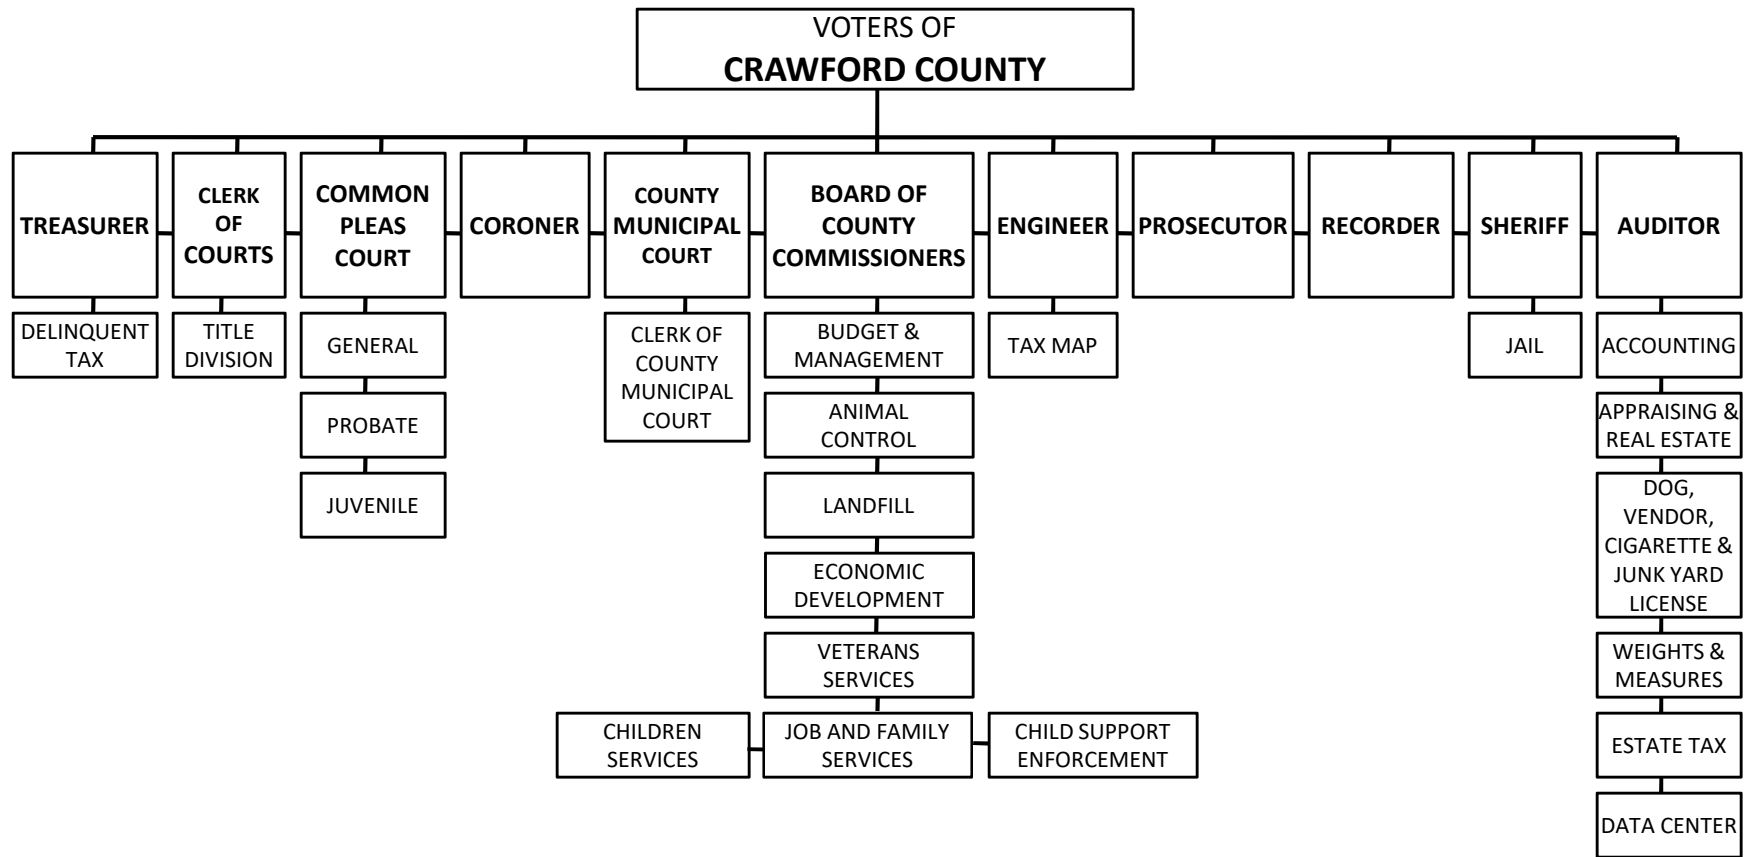 VOTERS OF
CRAWFORD COUNTY
TREASURER
CLERK
OF
COURTS
COMMON
PLEAS
COURT
CORONER
COUNTY
MUNICIPAL
COURT
BOARD OF
COUNTY
COMMISSIONERS
ENGINEER
PROSECUTOR
RECORDER
SHERIFF
AUDITOR
DELINQUENT
TAX
TITLE
DIVISION
GENERAL
PROBATE
JUVENILE
CLERK OF
COUNTY
MUNICIPAL
COURT
BUDGET &
MANAGEMENT
ANIMAL
CONTROL
LANDFILL
ECONOMIC
DEVELOPMENT
VETERANS
SERVICES
CHILDREN
SERVICES
JOB AND FAMILY
SERVICES
CHILD SUPPORT
ENFORCEMENT
TAX MAP
JAIL
ACCOUNTING
APPRAISING &
REAL ESTATE
DOG,
VENDOR,
CIGARETTE &
JUNK YARD
LICENSE
WEIGHTS &
MEASURES
ESTATE TAX
DATA CENTER